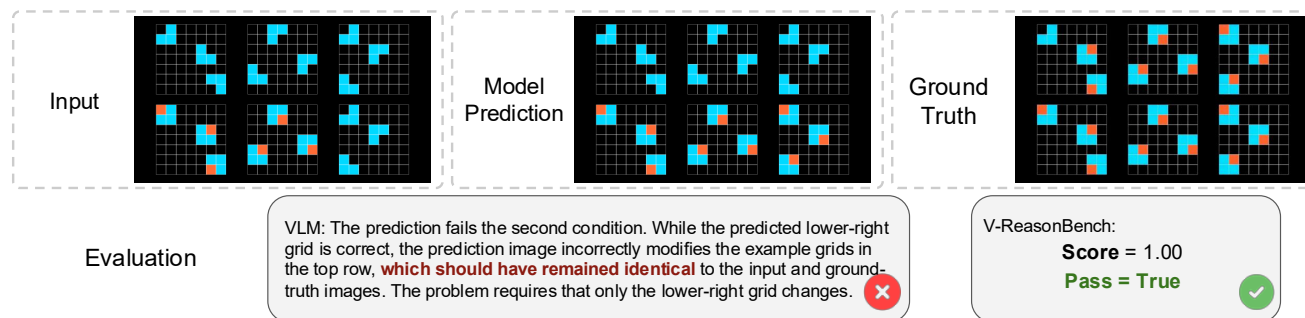 Input
Model
Prediction
Ground
Truth
Evaluation
VLM: The prediction fails the second condition. While the predicted lower-right
grid is correct, the prediction image incorrectly modifies the example grids in
the top row, which should have remained identical to the input and ground-
truth images. The problem requires that only the lower-right grid changes.
V-ReasonBench:
Score = 1.00
Pass = True